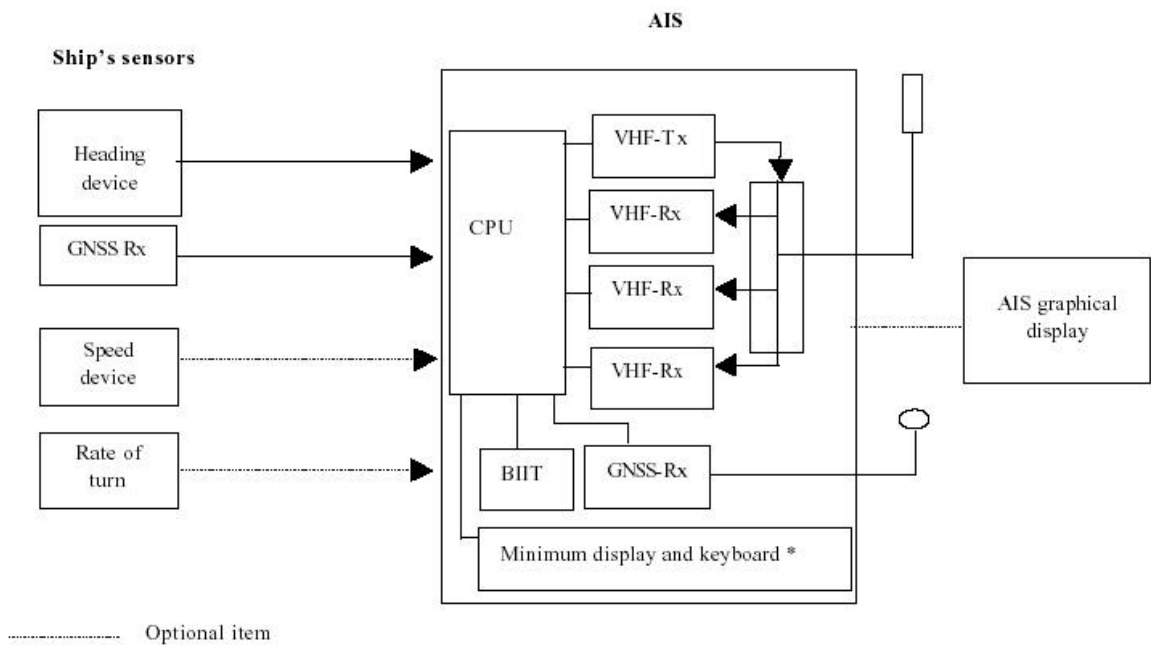 AIS
Ship's sensors
Heading
device
GNSS Rx
Speed
device
Rate of
turn
CPU
VHF-Tx
VHF-Rx
VHF-Rx
VHF-Rx
BIIT
GNSS-Rx
Minimum display and keyboard *
AIS graphical
display
Optional item